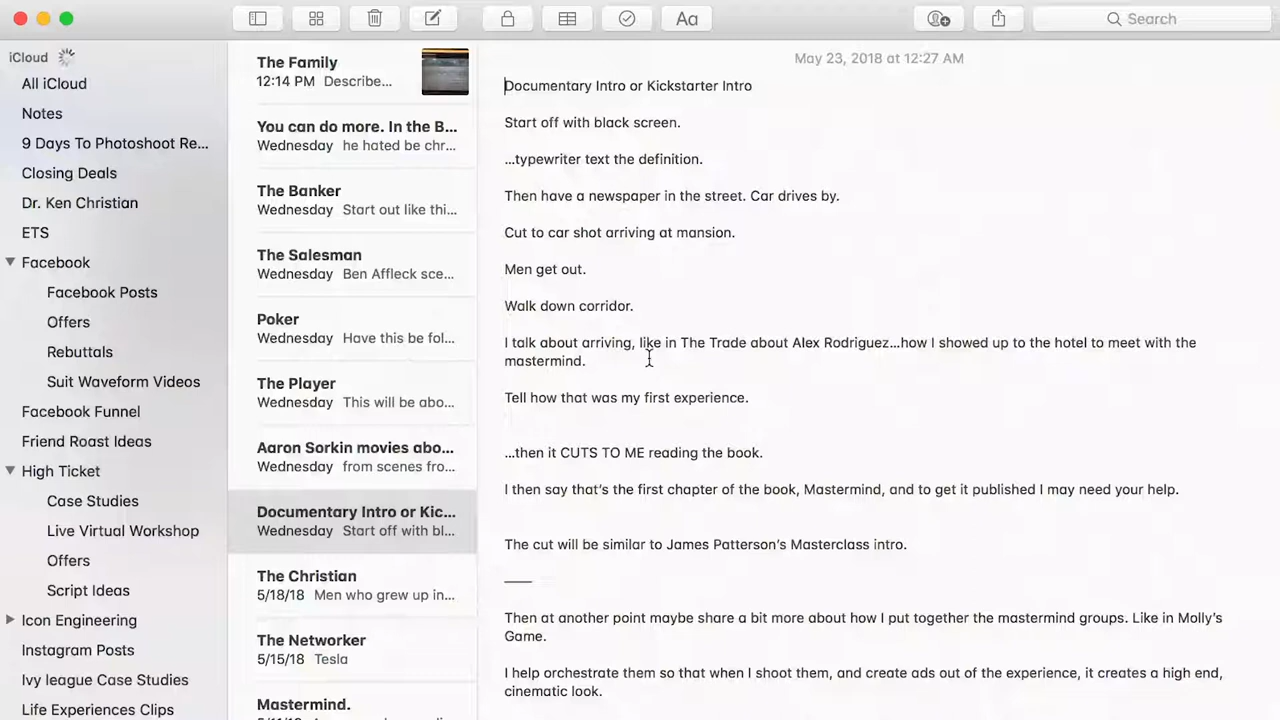 Search
iCloud
All iCloud
Notes
9 Days To Photoshoot Re...
Closing Deals
Dr. Ken Christian
ETS
Facebook
Facebook Posts
Offers
Rebuttals
Suit Waveform Videos
Facebook Funnel
Friend Roast Ideas
High Ticket
Case Studies
Live Virtual Workshop
Offers
Script Ideas
Icon Engineering
Instagram Posts
Ivy league Case Studies
Life Experiences Clips
The Family
12:14 PM Describe...
You can do more. In the B...
Wednesday he hated be chr...
The Banker
Wednesday Start out like thi...
The Salesman
Wednesday Ben Affleck sce...
Poker
Wednesday Have this be fol...
The Player
Wednesday This will be abo...
Aaron Sorkin movies abo...
Wednesday from scenes fro...
Documentary Intro or Kic...
Wednesday Start off with bl...
The Christian
5/18/18 Men who grew up in...
The Networker
5/15/18 Tesla
Mastermind.
Aa
May 23, 2018 at 12:27 AM
Documentary Intro or Kickstarter Intro
Start off with black screen.
...typewriter text the definition.
Then have a newspaper in the street. Car drives by.
Cut to car shot arriving at mansion.
Men get out.
Walk down corridor.
I talk about arriving, like in The Trade about Alex Rodriguez...how I showed up to the hotel to meet with the
mastermind.
Tell how that was my first experience.
...then it CUTS TO ME reading the book.
I then say that's the first chapter of the book, Mastermind, and to get it published I may need your help.
The cut will be similar to James Patterson's Masterclass intro.
Then at another point maybe share a bit more about how I put together the mastermind groups. Like in Molly's
Game.
I help orchestrate them so that when I shoot them, and create ads out of the experience, it creates a high end,
cinematic look.